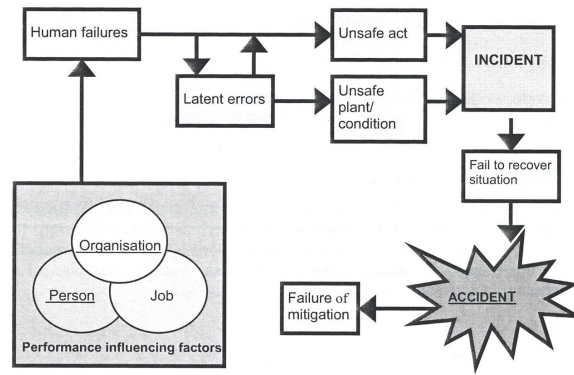 Human failures
Unsafe act
INCIDENT
Latent errors
Unsafe
plant/
condition
Fail to recover
situation
Organisation
Person
Job
Performance influencing factors
ACCIDENT
Failure of
mitigation